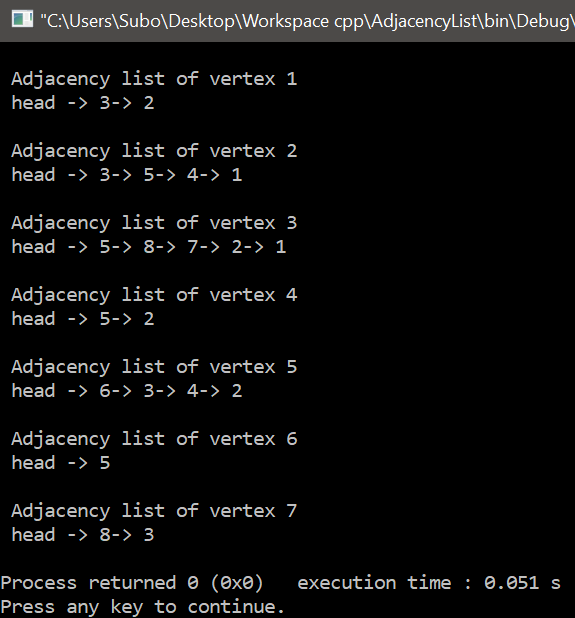 "C:\Users\Subo\Desktop\Workspace cpp\AdjacencyList\bin\Debug\
Adjacency list of vertex 1
head -> 3-> 2
Adjacency list of vertex 2
head -> 3-> 5-> 4-> 1
Adjacency list of vertex 3
head -> 5-> 8-> 7-> 2-> 1
Adjacency list of vertex 4
head -> 5-> 2
Adjacency list of vertex 5
head -> 6-> 3-> 4-> 2
Adjacency list of vertex 6
head -> 5
Adjacency list of vertex 7
head -> 8-> 3
Process returned 0 (0x0)   execution time : 0.051 s
Press any key to continue.